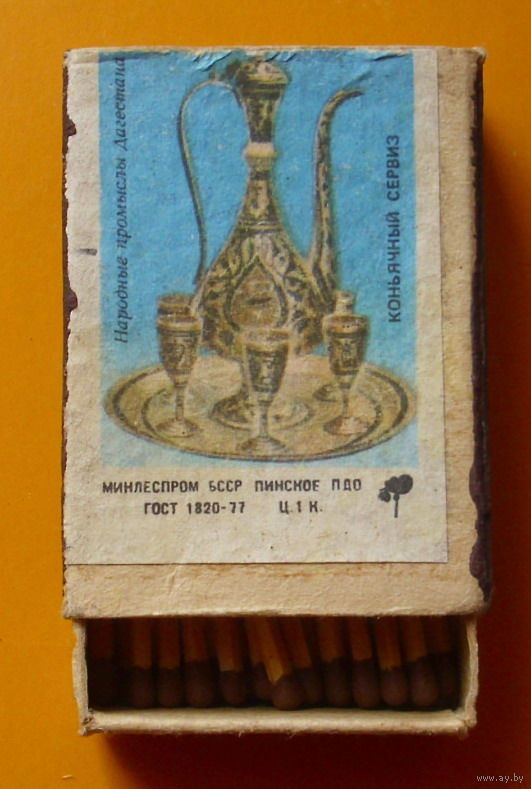 Народные промыслы Дагестана
КОНЬЯЧНЫЙ СЕРВИЗ
МИНЛЕСПРОМ БССР ПИНСКОЕ ПДО
ГОСТ 1820-77 Ц.1 К.
www.ay.by